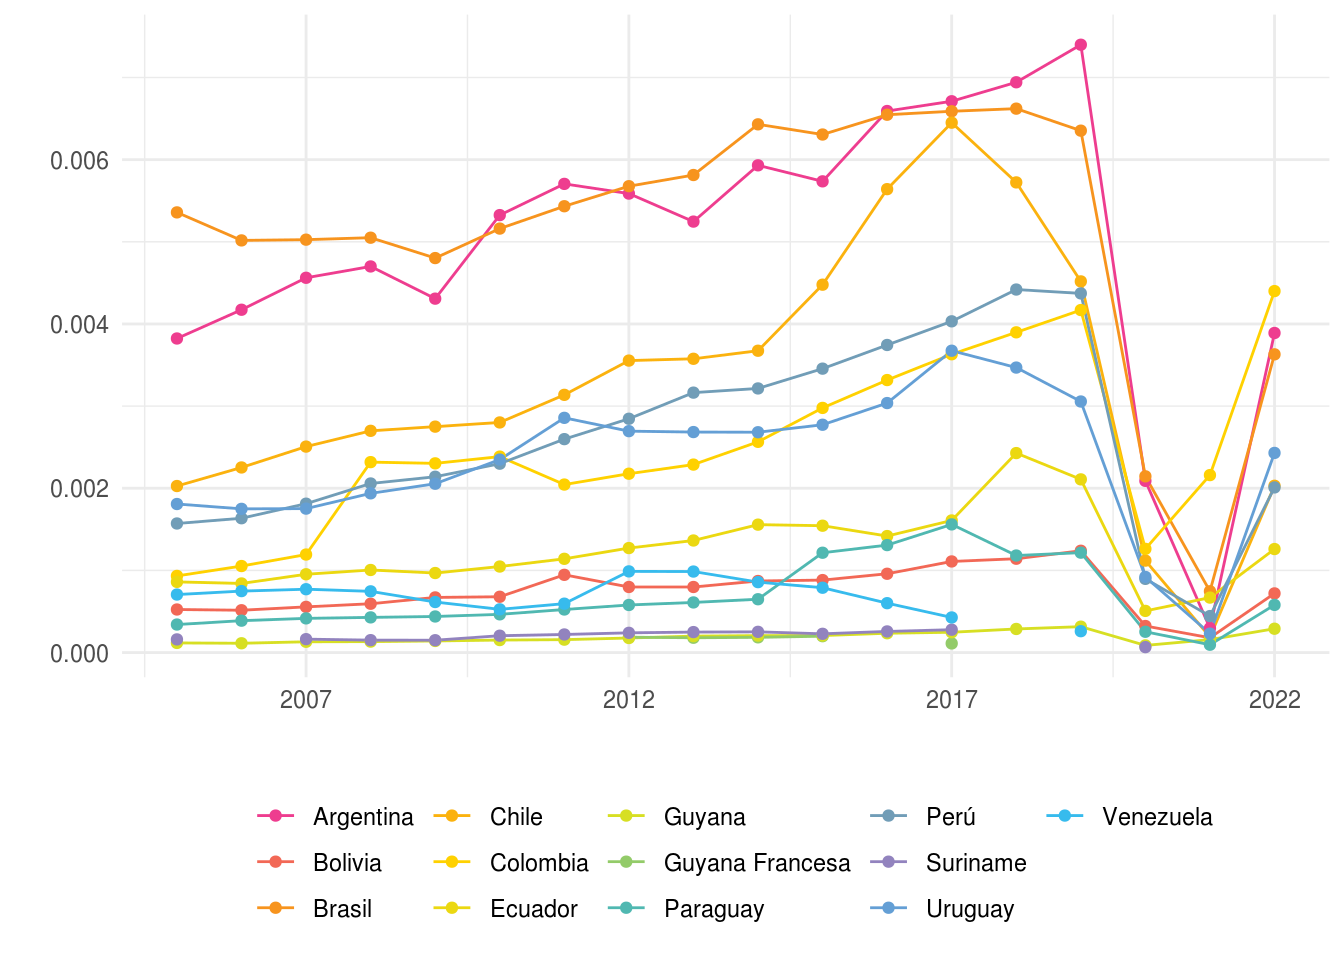 0.006
0.004
0.002
0.000
2007 2012 2017 2022
Argentina Chile Guyana Perú Venezuela
Bolivia Colombia Guyana Francesa Suriname
Brasil Ecuador Paraguay Uruguay